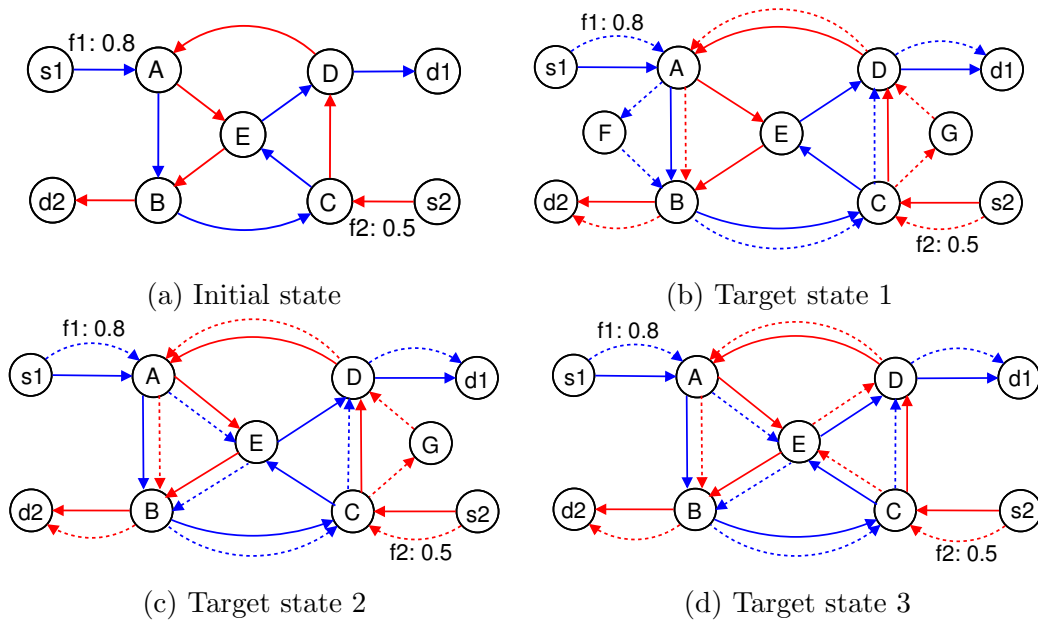 f1: 0.8
s1
A
D
d1
E
d2
B
C
s2
f2: 0.5
(a) Initial state
f1: 0.8
s1
A
D
d1
F
E
G
d2
B
C
s2
f2: 0.5
(b) Target state 1
f1: 0.8
s1
A
D
d1
E
G
d2
B
C
s2
f2: 0.5
(c) Target state 2
f1: 0.8
s1
A
D
d1
E
d2
B
C
s2
f2: 0.5
(d) Target state 3